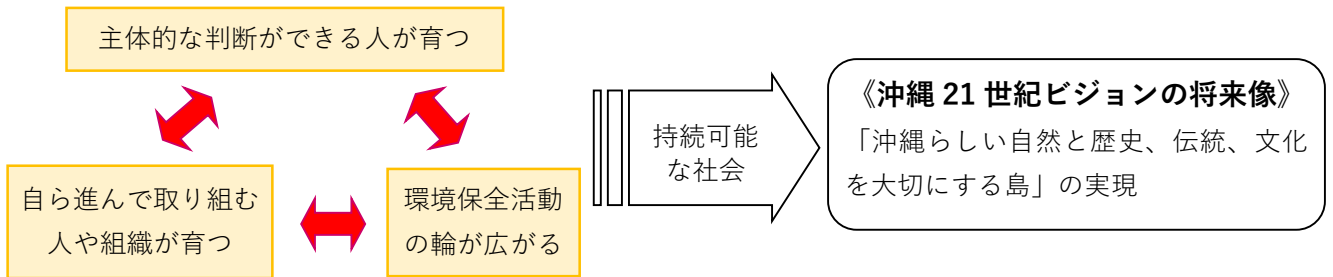 主体的な判断ができる人が育つ
自ら進んで取り組む
人や組織が育つ
環境保全活動
の輪が広がる
持続可能
な社会
《沖縄 21 世紀ビジョンの将来像》
「沖縄らしい自然と歴史、伝統、文化
を大切にする島」の実現